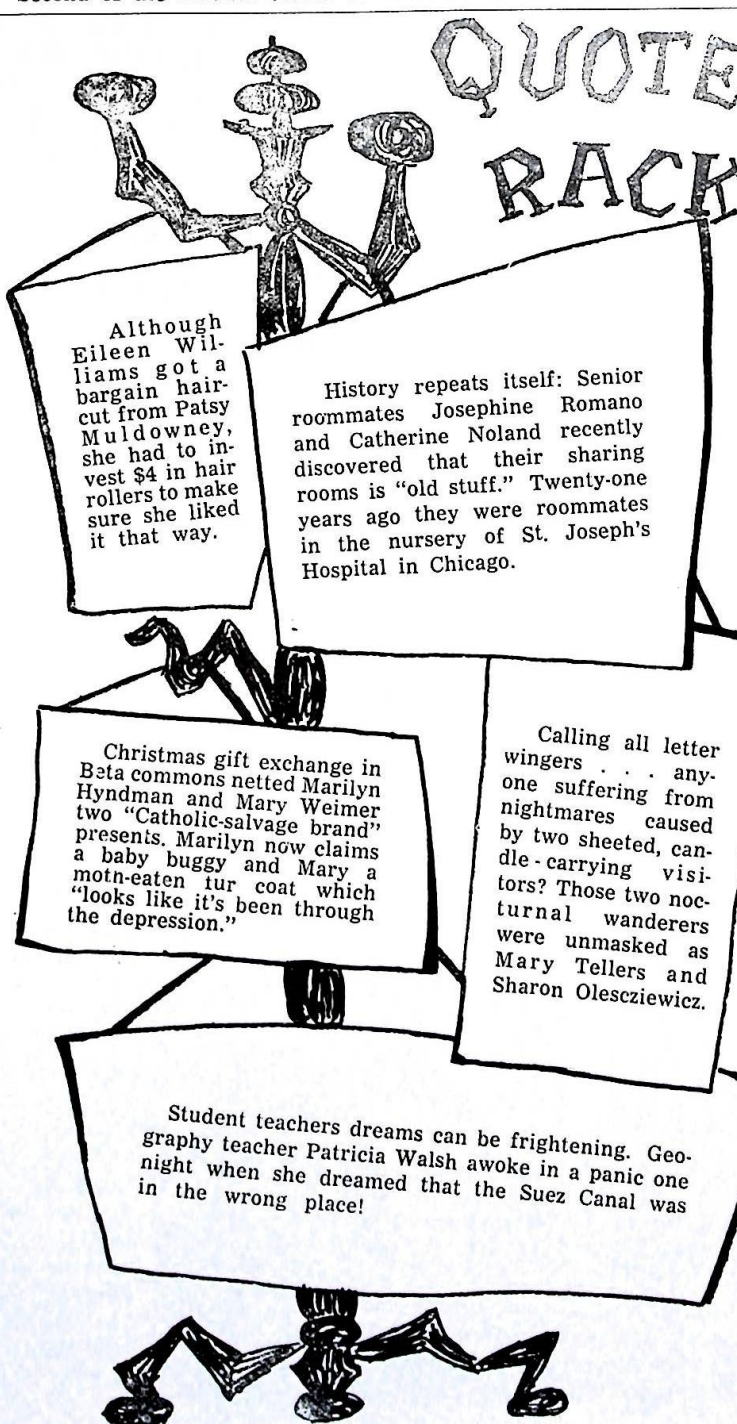 Second of the
QUOTE
RACK
Although
Eileen Wil-
liams got a
bargain hair-
cut from Patsy
Muldowney,
she had to in-
vest $4 in hair
rollers to make
sure she liked
it that way.
History repeats itself: Senior
roommates Josephine Romano
and Catherine Noland recently
discovered that their sharing
rooms is “old stuff.” Twenty-one
years ago they were roommates
in the nursery of St. Joseph’s
Hospital in Chicago.
Christmas gift exchange in
Beta commons netted Marilyn
Hyndman and Mary Weimer
two “Catholic-salvage brand”
presents. Marilyn now claims
a baby buggy and Mary a
moth-eaten fur coat which
“looks like it’s been through
the depression.”
Calling all letter
wingers . . . any-
one suffering from
nightmares caused
by two sheeted, can-
dle-carrying visi-
tors? Those two noc-
turnal wanderers
were unmasked as
Mary Tellers and
Sharon Olescziewicz.
Student teachers dreams can be frightening. Geo-
graphy teacher Patricia Walsh awoke in a panic one
night when she dreamed that the Suez Canal was
in the wrong place!